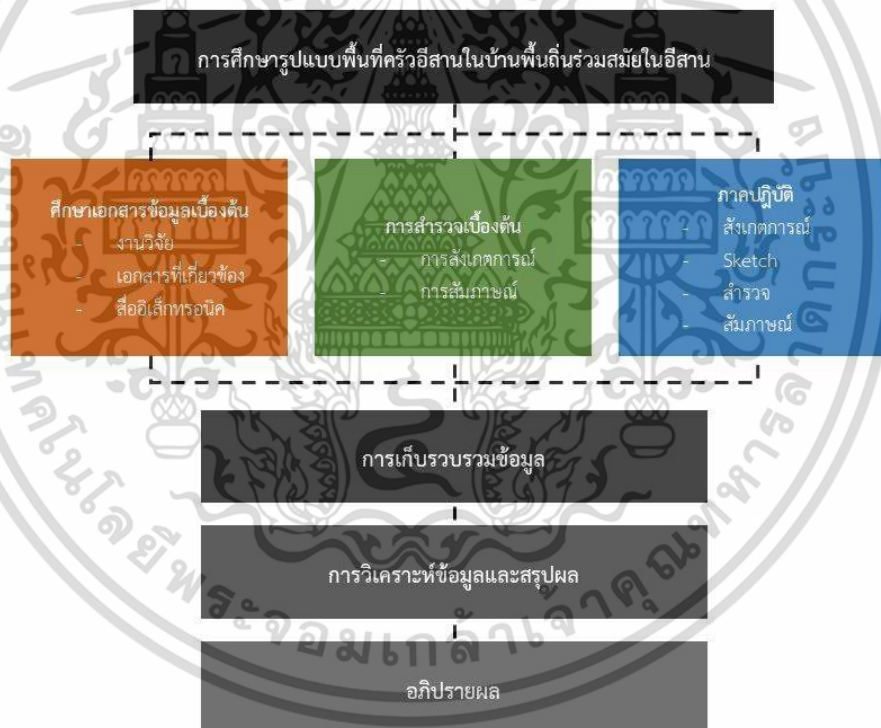 การศึกษารูปแบบพื้นที่ครัวอีสานในบ้านพื้นถิ่นร่วมสมัยในอีสาน
ศึกษาเอกสารข้อมูลเบื้องต้น
- งานวิจัย
- เอกสารที่เกี่ยวข้อง
- สื่ออิเล็กทรอนิค
การสำรวจเบื้องต้น
- การสังเกตการณ์
- การสัมภาษณ์
ภาคปฏิบัติ
- สังเกตการณ์
- Sketch
- สำรวจ
- สัมภาษณ์
การเก็บรวบรวมข้อมูล
การวิเคราะห์ข้อมูลและสรุปผล
อภิปรายผล